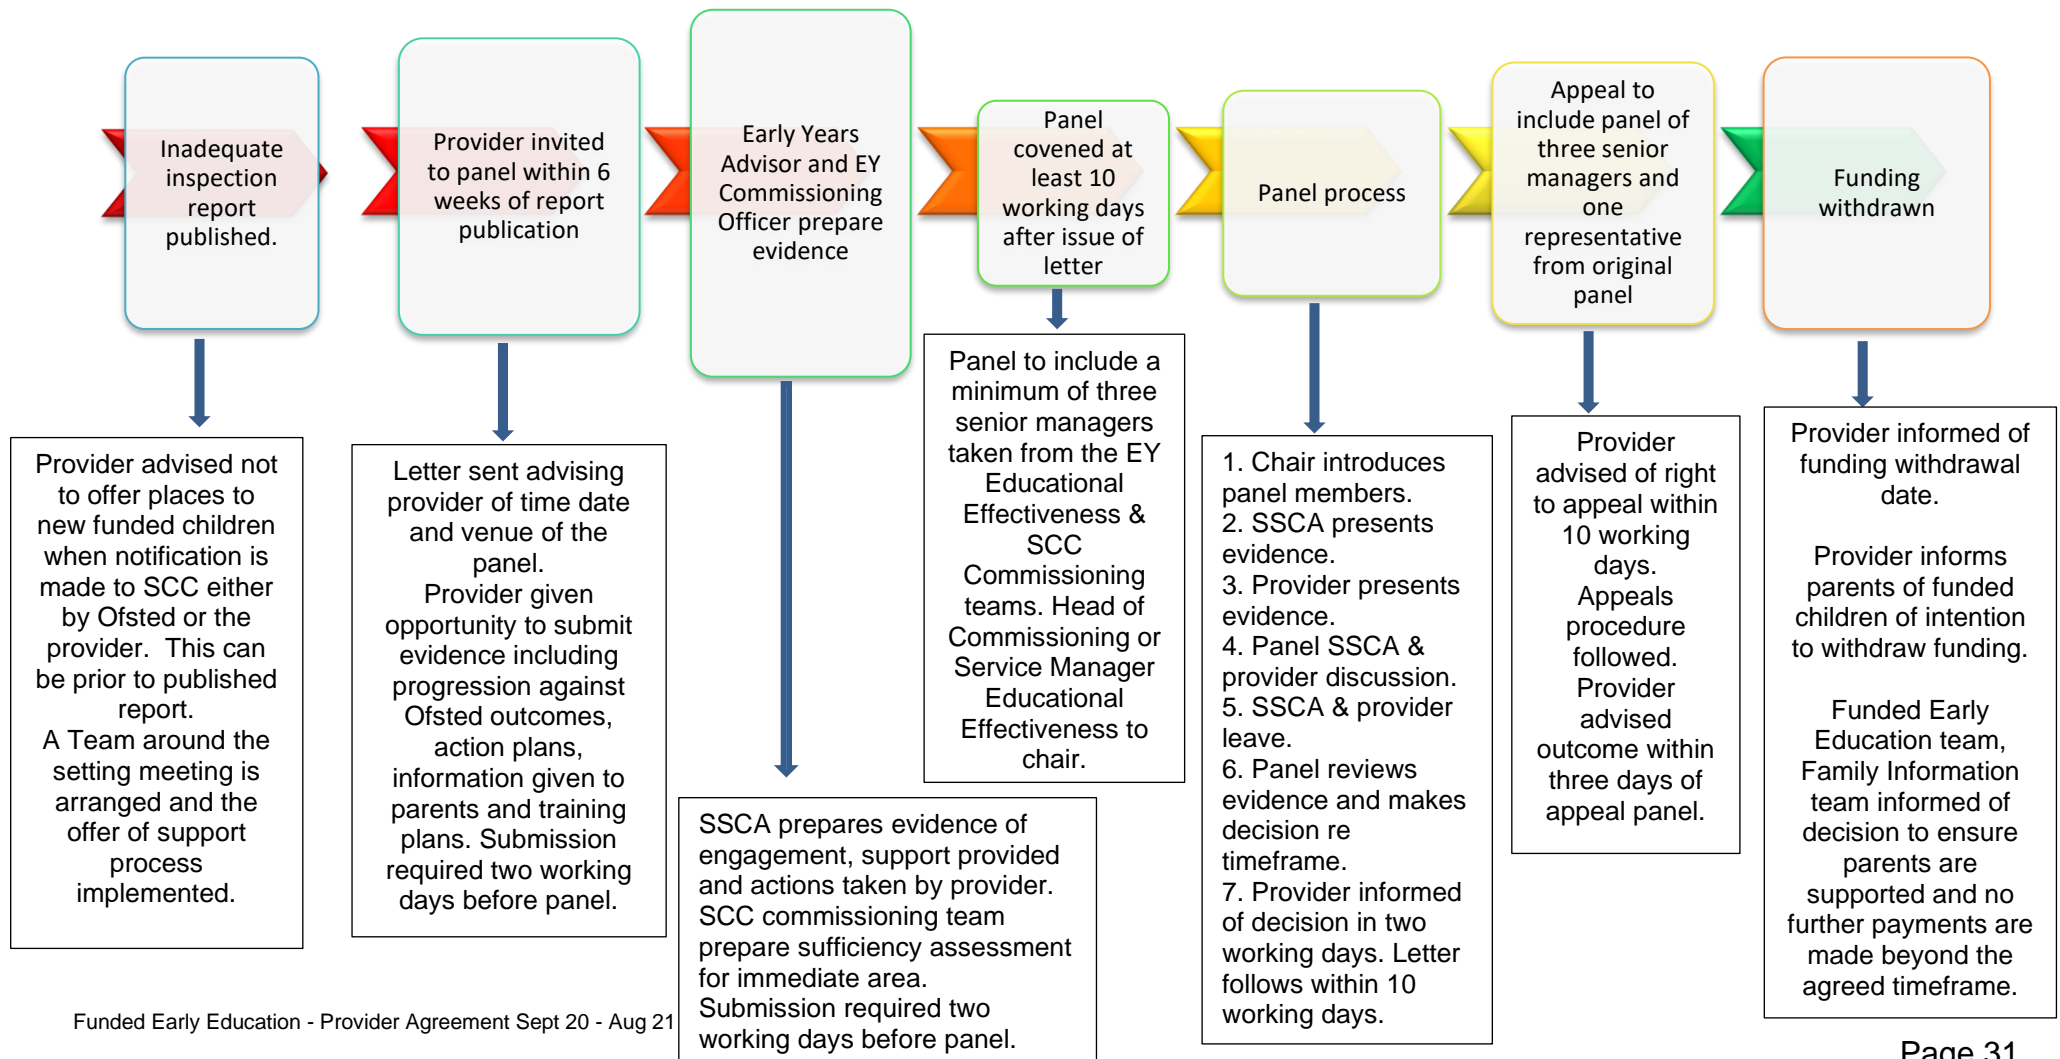 Inadequate
inspection
report
published.
Provider invited
to panel within 6
weeks of report
publication
Early Years
Advisor and EY
Commissioning
Officer prepare
evidence
Panel
covened at
least 10
working days
after issue of
letter
Panel process
Appeal to
include panel of
three senior
managers and
one
representative
from original
panel
Funding
withdrawn
Provider advised not
to offer places to
new funded children
when notification is
made to SCC either
by Ofsted or the
provider.  This can
be prior to published
report.
A Team around the
setting meeting is
arranged and the
offer of support
process
implemented.
Letter sent advising
provider of time date
and venue of the
panel.
Provider given
opportunity to submit
evidence including
progression against
Ofsted outcomes,
action plans,
information given to
parents and training
plans. Submission
required two working
days before panel.
SSCA prepares evidence of
engagement, support provided
and actions taken by provider.
SCC commissioning team
prepare sufficiency assessment
for immediate area.
Submission required two
working days before panel.
Panel to include a
minimum of three
senior managers
taken from the EY
Educational
Effectiveness &
SCC
Commissioning
teams. Head of
Commissioning or
Service Manager
Educational
Effectiveness to
chair.
1. Chair introduces
panel members.
2. SSCA presents
evidence.
3. Provider presents
evidence.
4. Panel SSCA &
provider discussion.
5. SSCA & provider
leave.
6. Panel reviews
evidence and makes
decision re
timeframe.
7. Provider informed
of decision in two
working days. Letter
follows within 10
working days.
Provider
advised of right
to appeal within
10 working
days.
Appeals
procedure
followed.
Provider
advised
outcome within
three days of
appeal panel.
Provider informed of
funding withdrawal
date.
Provider informs
parents of funded
children of intention
to withdraw funding.
Funded Early
Education team,
Family Information
team informed of
decision to ensure
parents are
supported and no
further payments are
made beyond the
agreed timeframe.
Funded Early Education - Provider Agreement Sept 20 - Aug 21
Page 31